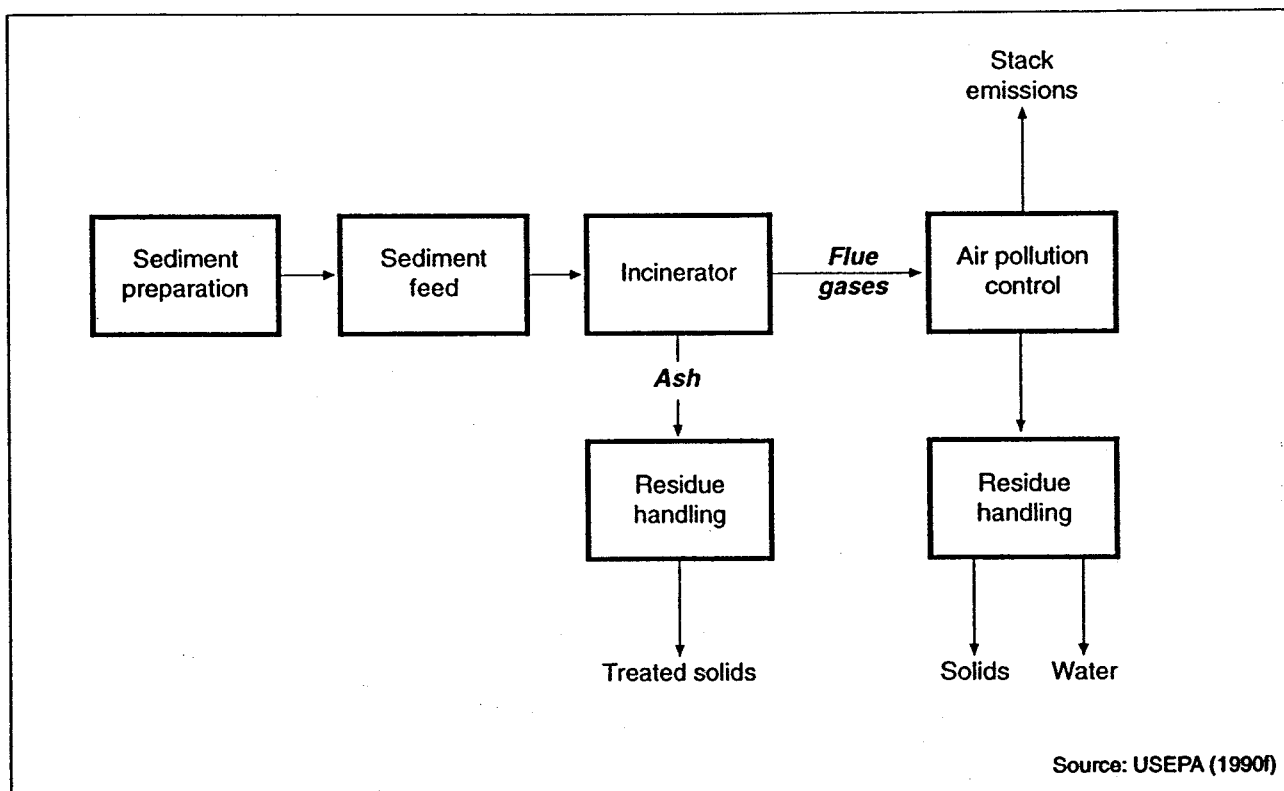 Stack
emissions
Sediment
preparation
Sediment
feed
Incinerator
Flue
gases
Air pollution
control
Ash
Residue
handling
Residue
handling
Treated solids
Solids
Water
Source: USEPA (1990f)